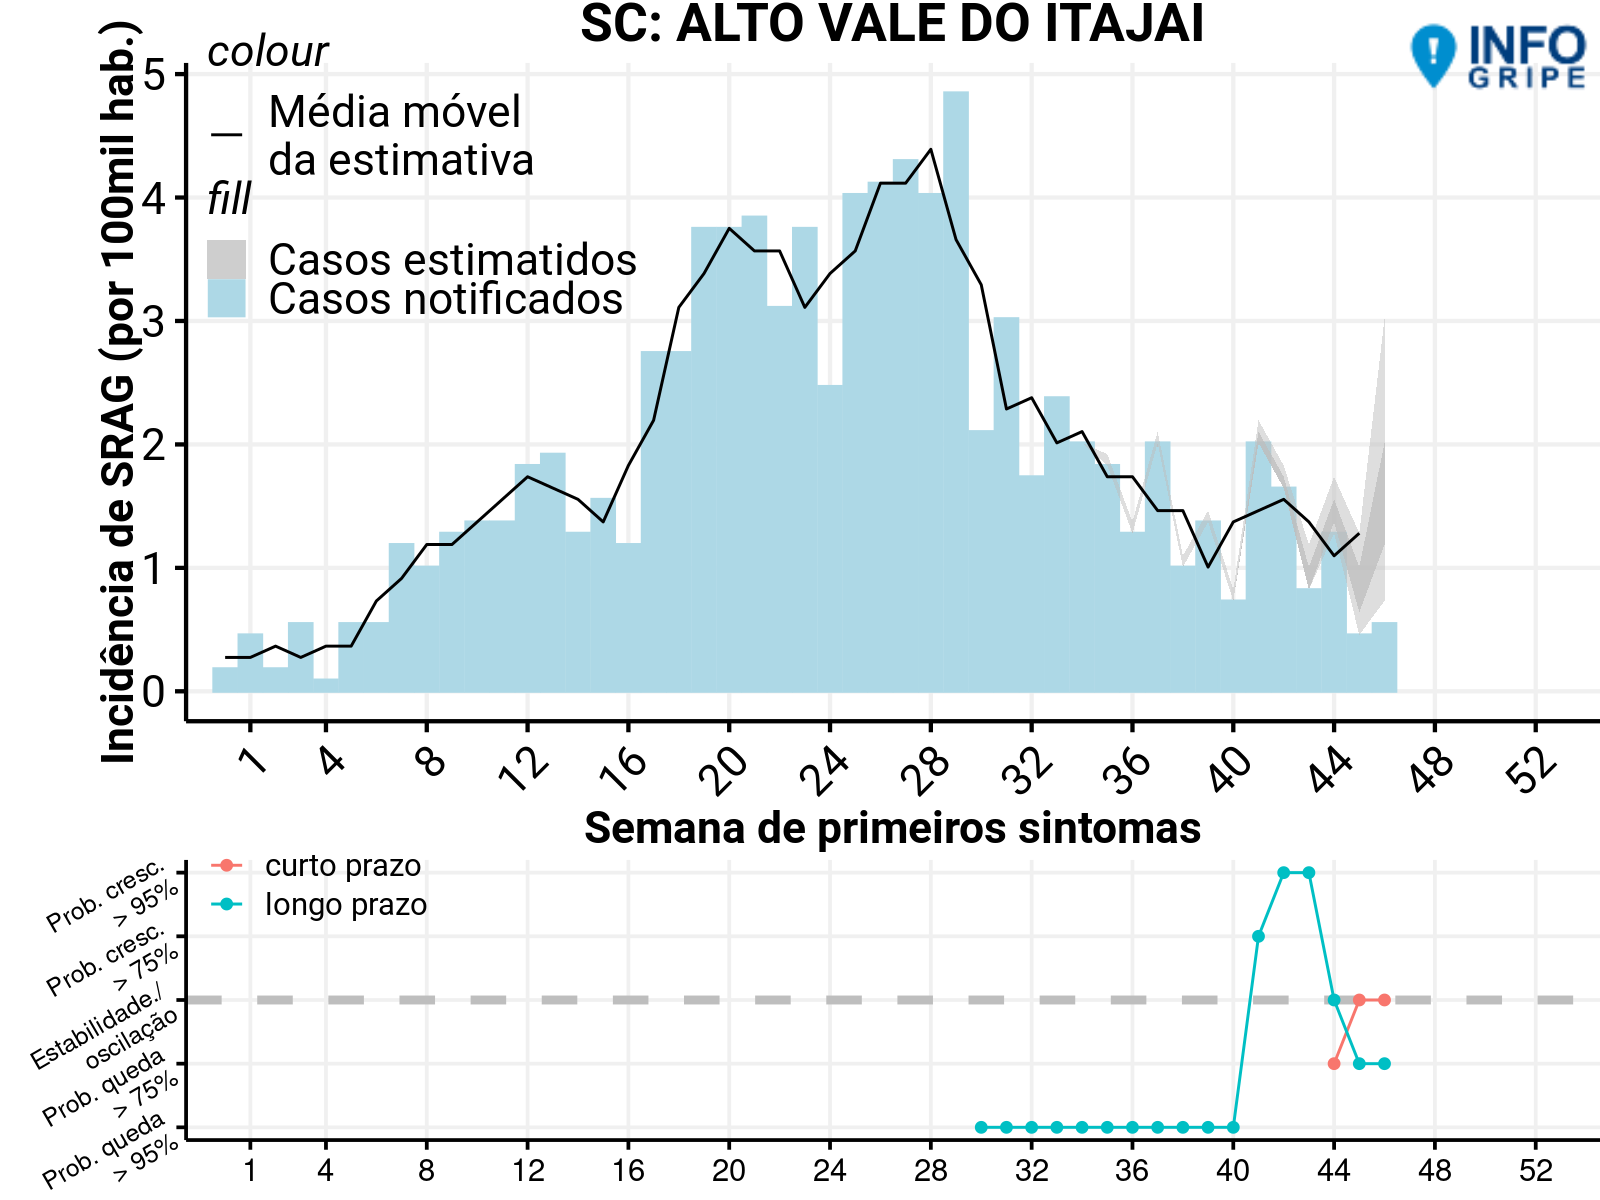 SC: ALTO VALE DO ITAJAI
INFO
GRIPE
Incidência de SRAG (por 100mil hab.)
colour
Média móvel
da estimativa
fill
Casos estimatidos
Casos notificados
5
4
3
2
1
0
1 4 8 12 16 20 24 28 32 36 40 44 48 52
Semana de primeiros sintomas
curto prazo
longo prazo
Prob. cresc.
> 95%
Prob. cresc.
> 75%
Estabilidade./
oscilação
Prob. queda
> 75%
Prob. queda
> 95%
1 4 8 12 16 20 24 28 32 36 40 44 48 52